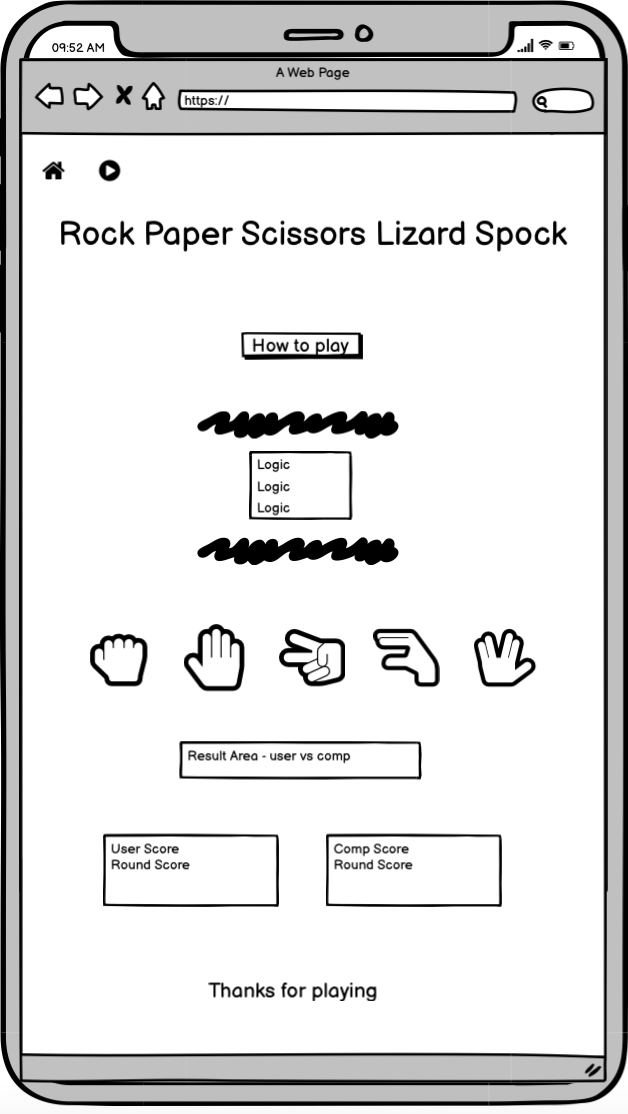 09:52 AM
A Web Page
https://
Rock Paper Scissors Lizard Spock
How to play
Logic
Logic
Logic
Result Area - user vs comp
User Score
Round Score
Comp Score
Round Score
Thanks for playing